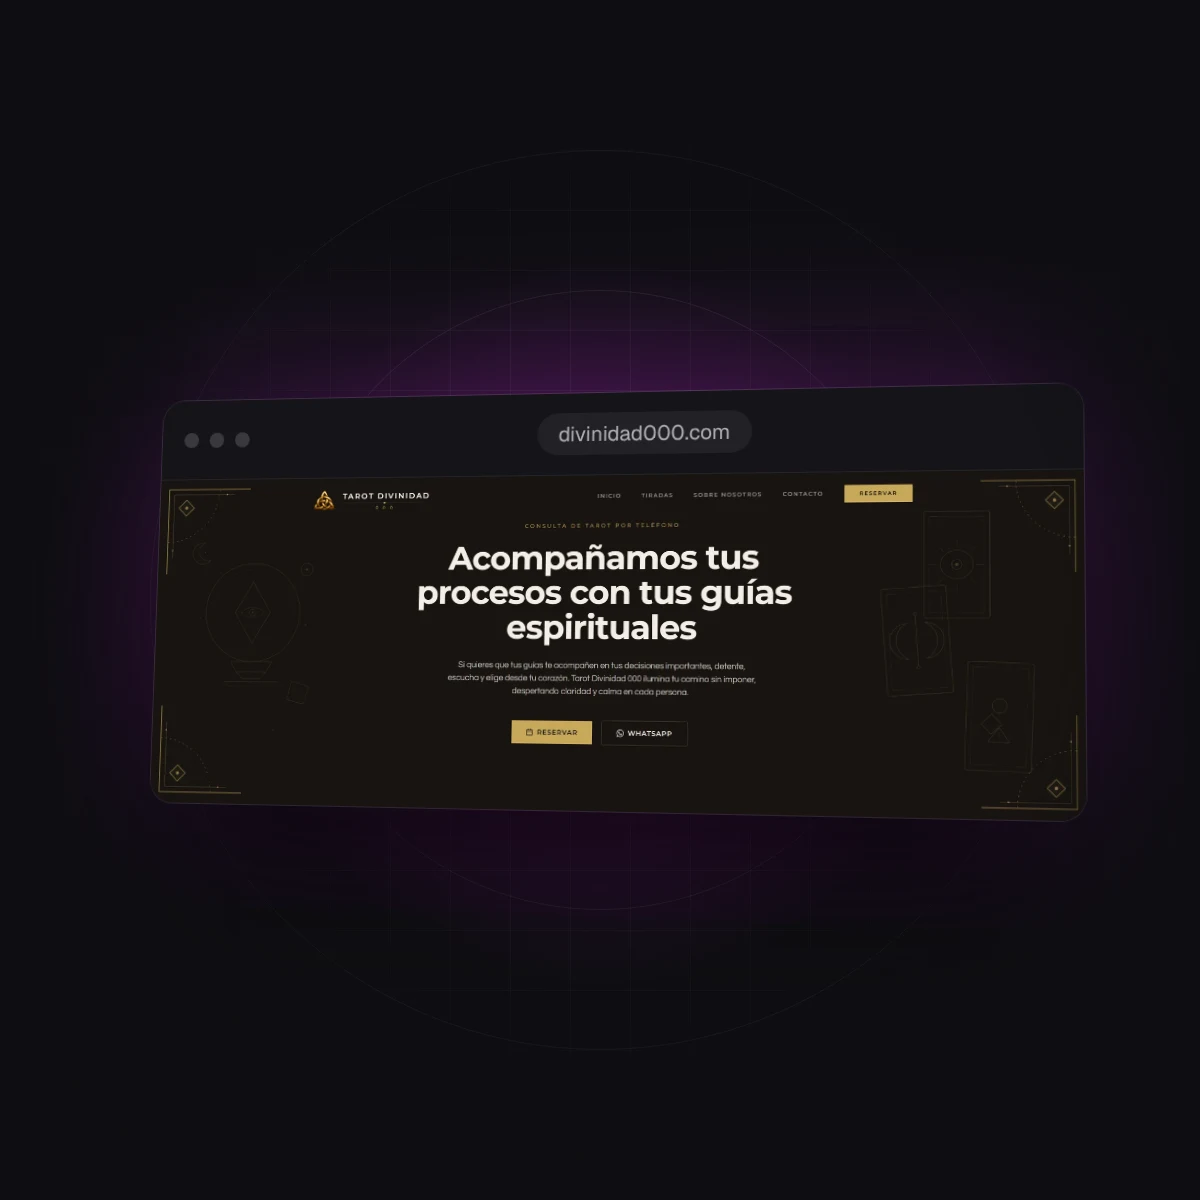 divinidad000.com
TAROT DIVINIDAD
000
INICIO TIRADAS SOBRE NOSOTROS CONTACTO RESERVAR
CONSULTA DE TAROT POR TELÉFONO
Acompañamos tus
procesos con tus guías
espirituales
Si quieres que tus guías te acompañen en tus decisiones importantes, detente,
escucha y elige desde tu corazón. Tarot Divinidad 000 ilumina tu camino sin imponer,
despertando claridad y calma en cada persona.
RESERVAR WHATSAPP